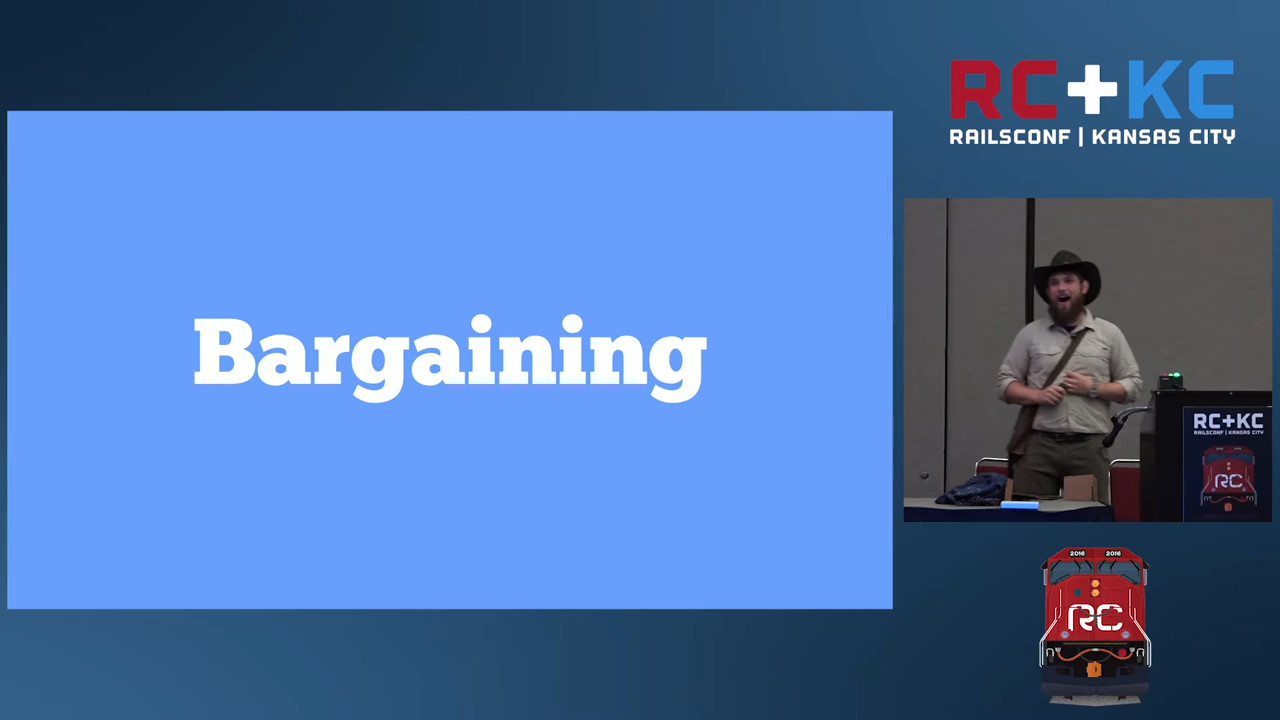 Bargaining
RC+KC
RAILSCONF | KANSAS CITY
RC+KC
RAILSCONF | KANSAS CITY
RC
2016 2016
RC